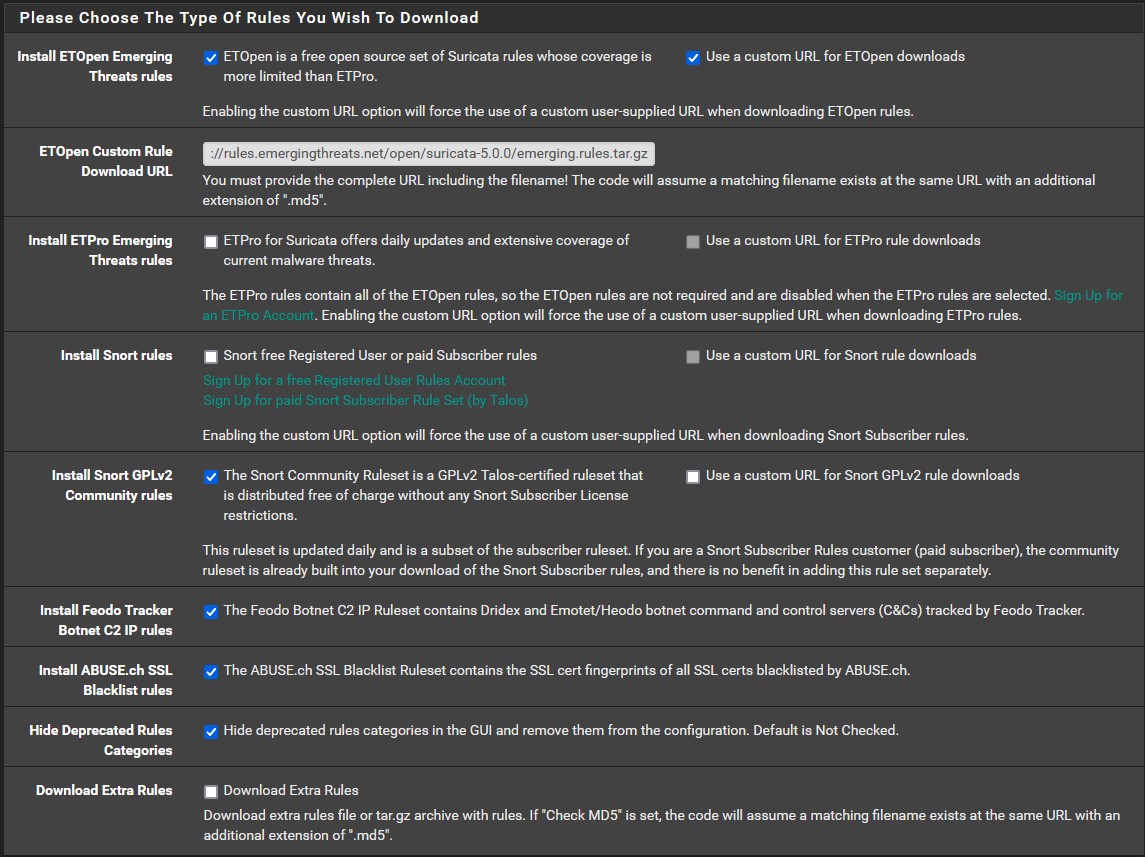 Please Choose The Type Of Rules You Wish To Download
Install ETOpen Emerging
Threats rules
ETOpen is a free open source set of Suricata rules whose coverage is
more limited than ETPro.
Use a custom URL for ETOpen downloads
Enabling the custom URL option will force the use of a custom user-supplied URL when downloading ETOpen rules.
ETOpen Custom Rule
Download URL
://rules.emergingthreats.net/open/suricata-5.0.0/emerging.rules.tar.gz
You must provide the complete URL including the filename! The code will assume a matching filename exists at the same URL with an additional
extension of ".md5".
Install ETPro Emerging
Threats rules
ETPro for Suricata offers daily updates and extensive coverage of
current malware threats.
Use a custom URL for ETPro rule downloads
The ETPro rules contain all of the ETOpen rules, so the ETOpen rules are not required and are disabled when the ETPro rules are selected. Sign Up for
an ETPro Account. Enabling the custom URL option will force the use of a custom user-supplied URL when downloading ETPro rules.
Install Snort rules
Snort free Registered User or paid Subscriber rules
Use a custom URL for Snort rule downloads
Sign Up for a free Registered User Rules Account
Sign Up for paid Snort Subscriber Rule Set (by Talos)
Enabling the custom URL option will force the use of a custom user-supplied URL when downloading Snort Subscriber rules.
Install Snort GPLv2
Community rules
The Snort Community Ruleset is a GPLv2 Talos-certified ruleset that
is distributed free of charge without any Snort Subscriber License
restrictions.
Use a custom URL for Snort GPLv2 rule downloads
This ruleset is updated daily and is a subset of the subscriber ruleset. If you are a Snort Subscriber Rules customer (paid subscriber), the community
ruleset is already built into your download of the Snort Subscriber rules, and there is no benefit in adding this rule set separately.
Install Feodo Tracker
Botnet C2 IP rules
The Feodo Botnet C2 IP Ruleset contains Dridex and Emotet/Heodo botnet command and control servers (C&Cs) tracked by Feodo Tracker.
Install ABUSE.ch SSL
Blacklist rules
The ABUSE.ch SSL Blacklist Ruleset contains the SSL cert fingerprints of all SSL certs blacklisted by ABUSE.ch.
Hide Deprecated Rules
Categories
Hide deprecated rules categories in the GUI and remove them from the configuration. Default is Not Checked.
Download Extra Rules
Download Extra Rules
Download extra rules file or tar.gz archive with rules. If "Check MD5" is set, the code will assume a matching filename exists at the same URL with an
additional extension of ".md5".